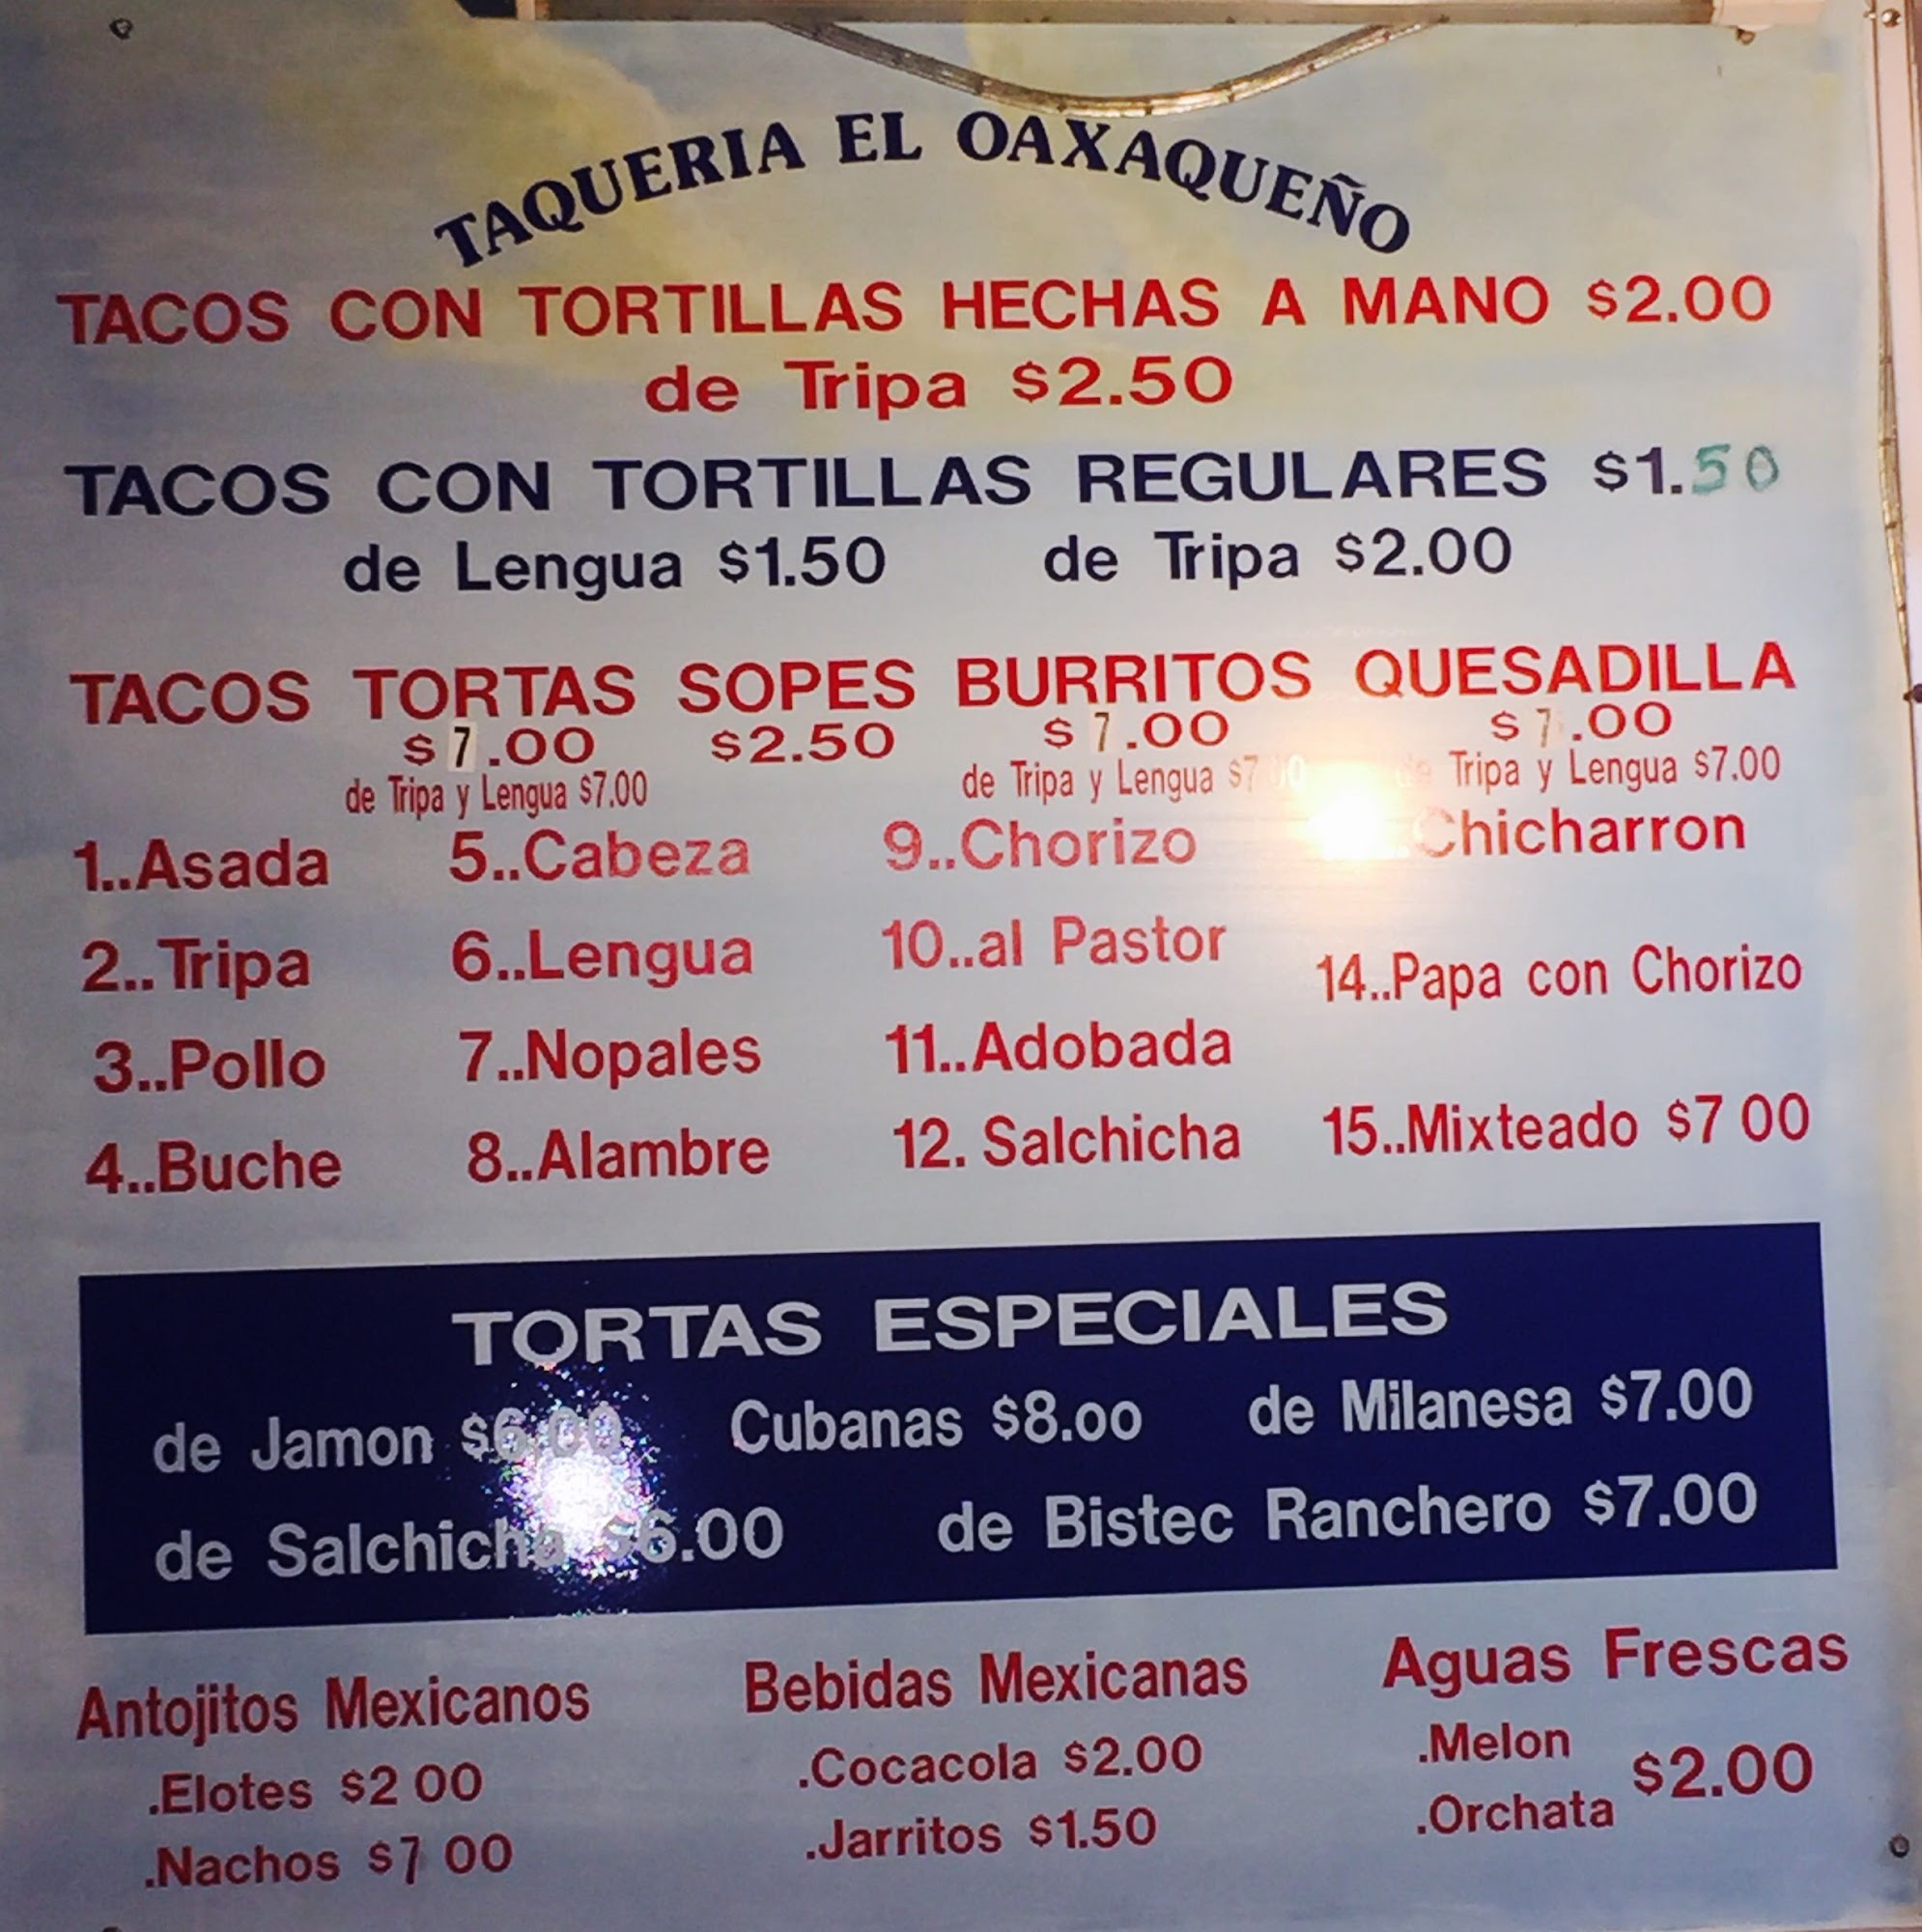 TAQUERIA EL OAXAQUEÑO
TACOS CON TORTILLAS HECHAS A MANO $2.00
de Tripa $2.50
TACOS CON TORTILLAS REGULARES $1.50
de Lengua $1.50 de Tripa $2.00
TACOS TORTAS SOPES BURRITOS QUESADILLA
$7.00 $2.50 $7.00 $7.00
de Tripa y Lengua $7.00 de Tripa y Lengua Tripa y Lengua $7.00
1..Asada 5..Cabeza 9..Chorizo Chicharron
2..Tripa 6..Lengua 10..al Pastor 14..Papa con Chorizo
3..Pollo 7..Nopales 11..Adobada
4..Buche 8..Alambre 12. Salchicha 15..Mixteado $7 00
TORTAS ESPECIALES
de Jamon $6.00 Cubanas $8.00 de Milanesa $7.00
de Salchicha $6.00 de Bistec Ranchero $7.00
Antojitos Mexicanos Bebidas Mexicanas Aguas Frescas
.Elotes $2 00 .Cocacola $2.00 .Melon $2.00
.Nachos $7 00 .Jarritos $1.50 .Orchata